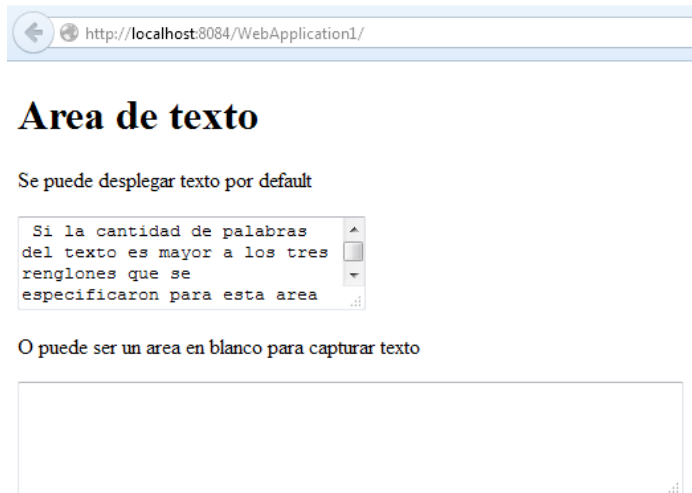 http://localhost:8084/WebApplication1/
Area de texto
Se puede desplegar texto por default
Si la cantidad de palabras
del texto es mayor a los tres
renglones que se
especificaron para esta area
O puede ser un area en blanco para capturar texto